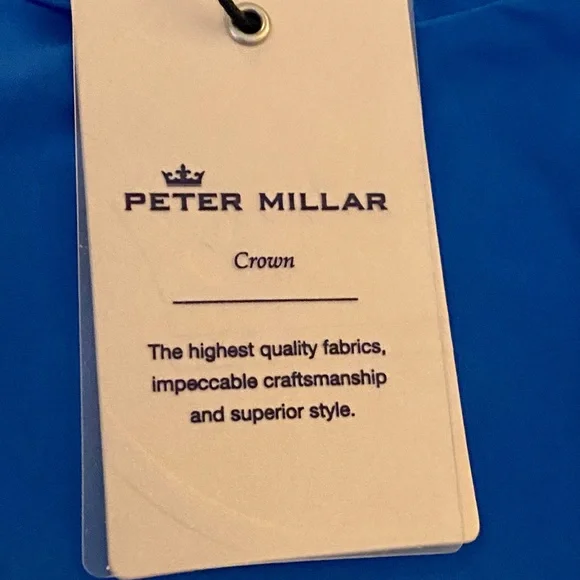 PETER MILLAR
Crown
The highest quality fabrics,
impeccable craftsmanship
and superior style.